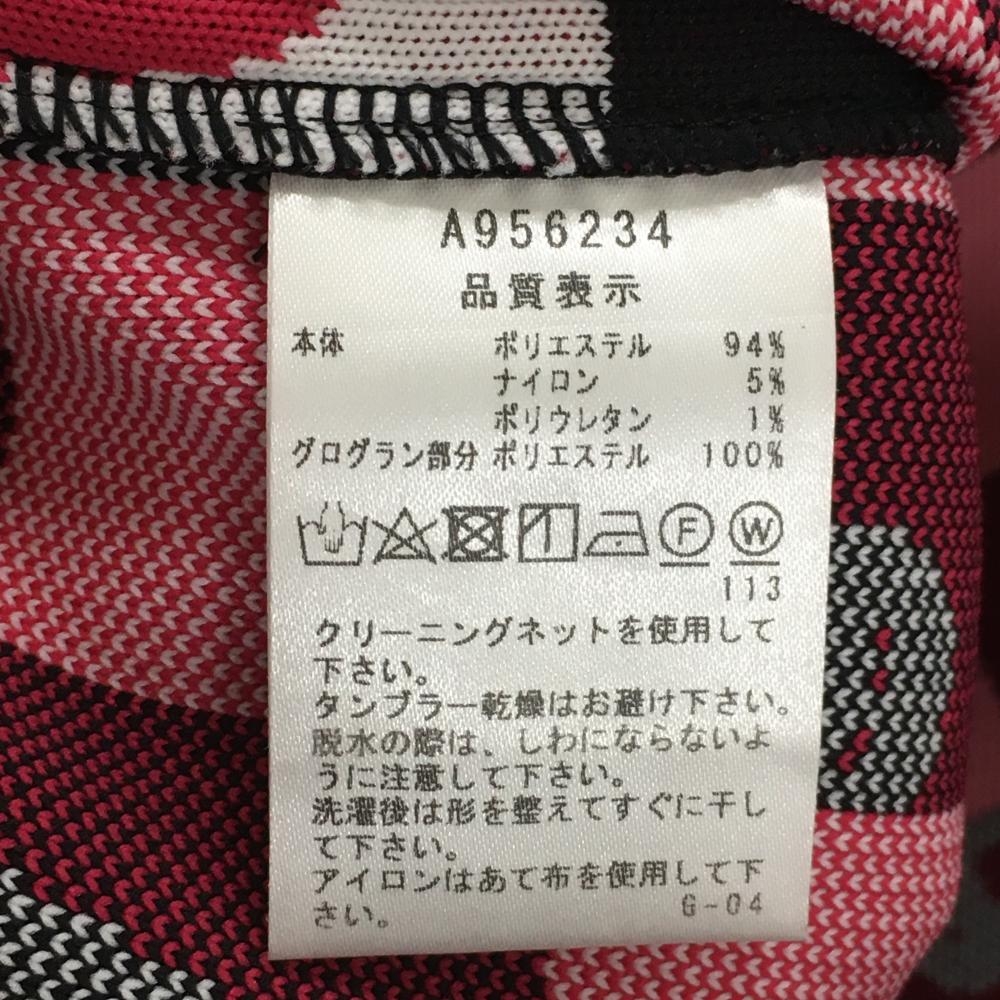 A956234
品質表示
本体 ポリエステル 94%
ナイロン 5%
ポリウレタン 1%
グログラン部分 ポリエステル 100%
F W
113
クリーニングネットを使用して
下さい。
タンブラー乾燥はお避け下さい。
脱水の際は、しわにならないよ
うに注意して下さい。
洗濯後は形を整えてすぐに干し
て下さい。
アイロンはあて布を使用して下
さい。 G-04